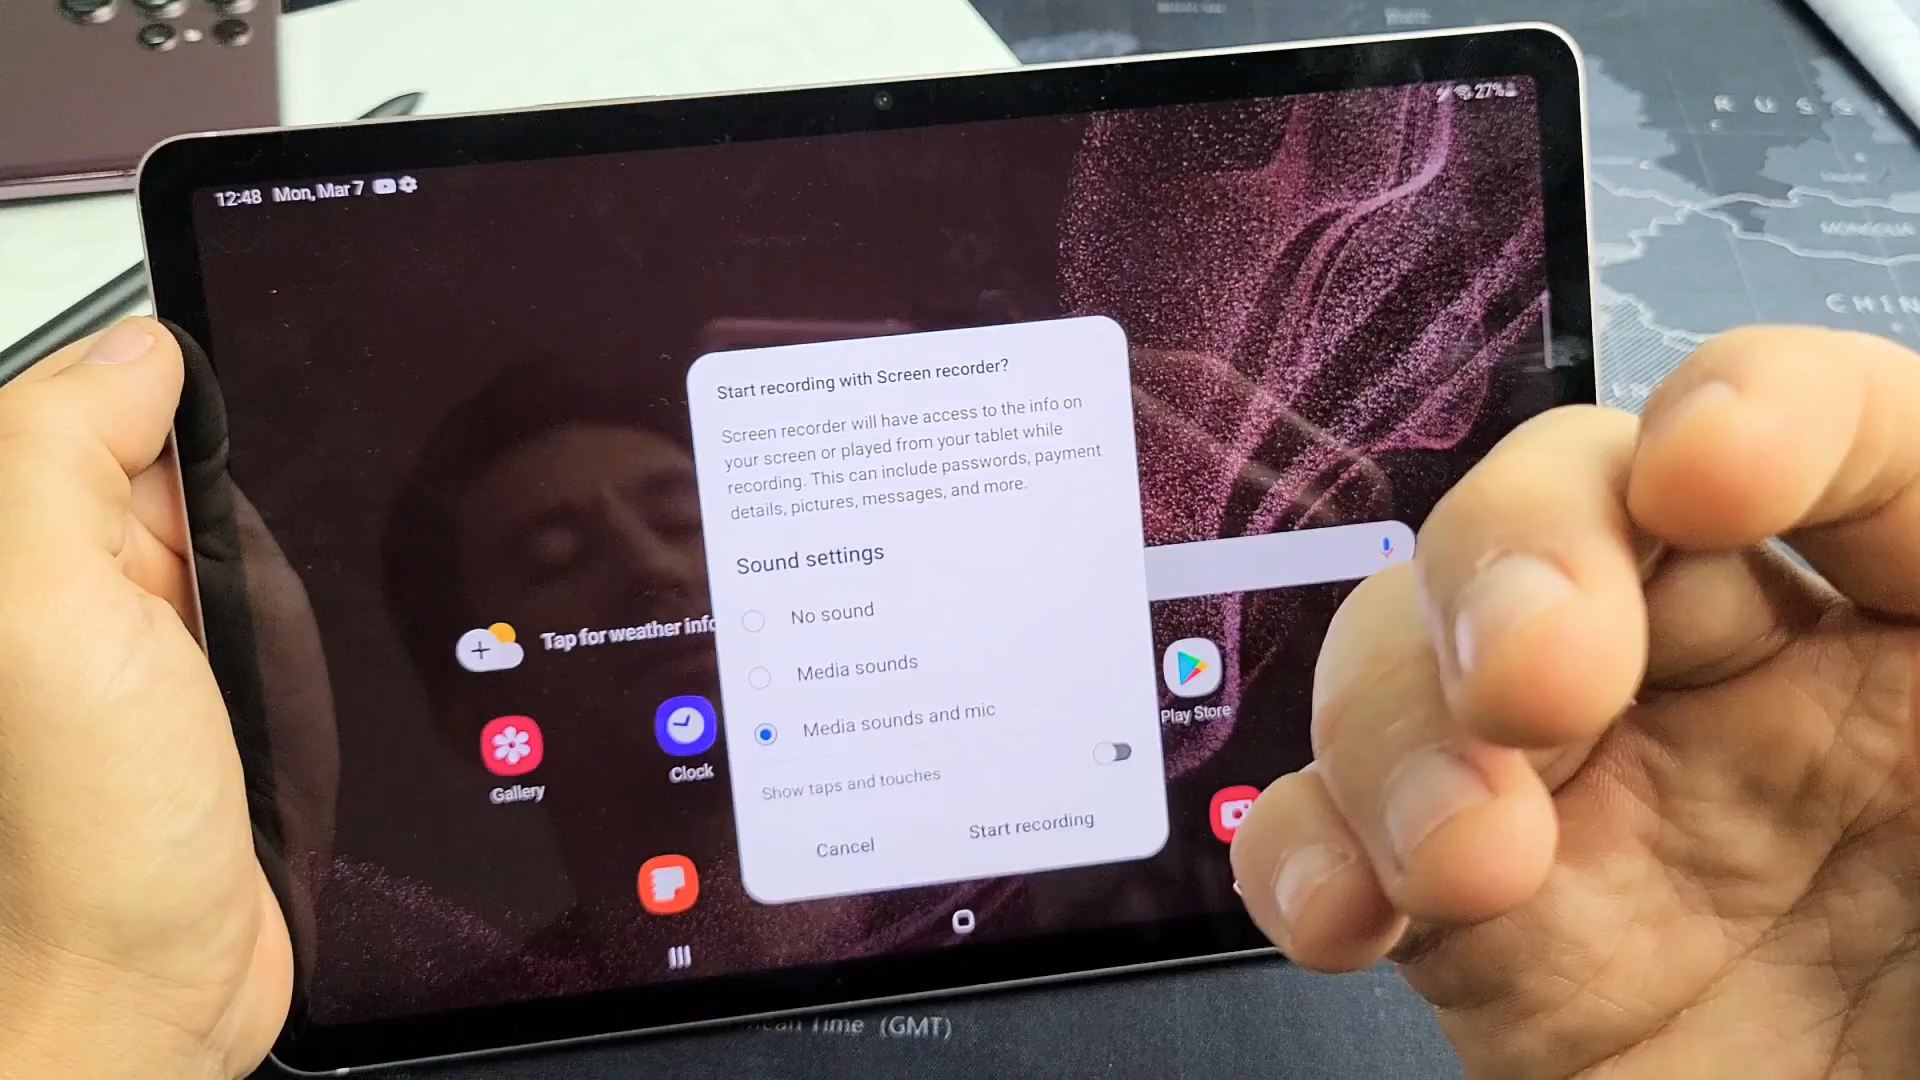 12:48 Mon, Mar 7
27%
Start recording with Screen recorder?
Screen recorder will have access to the info on
your screen or played from your tablet while
recording. This can include passwords, payment
details, pictures, messages, and more.
Sound settings
No sound
Media sounds
Media sounds and mic
Show taps and touches
Cancel
Start recording
Tap for weather info
Gallery
Clock
Play Store
RUSSI
MONGOLIA
CHIN
Time (GMT)